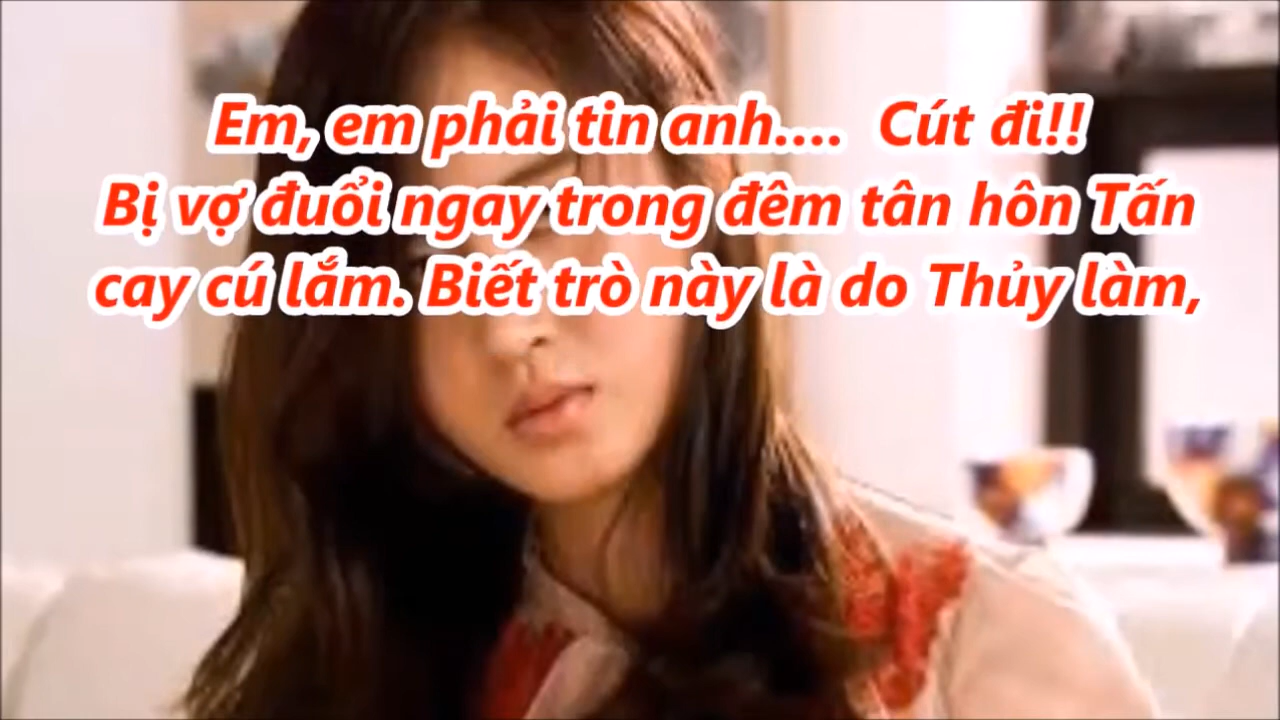 Em, em phải tin anh.... Cút đi!!
Bị vợ đuổi ngay trong đêm tân hôn Tấn
cay cú lắm. Biết trò này là do Thủy làm,